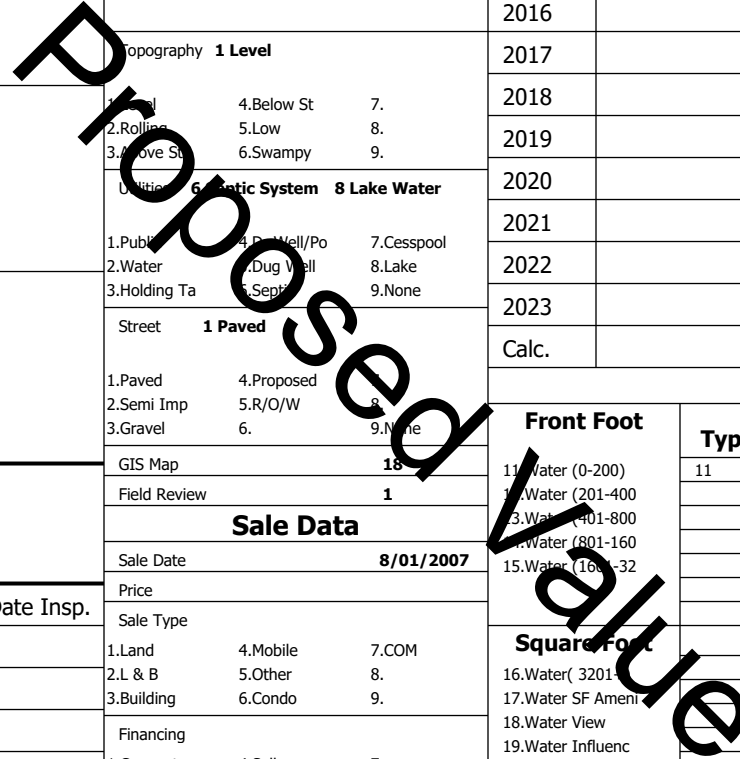 2016
Topography 1 Level
2017
1.Level 4.Below St 7.
2018
2.Rolling 5.Low 8.
3.Above St 6.Swampy 9.
2019
Utilities 6 Septic System 8 Lake Water
2020
2021
1.Public 7.Cesspool
2.Water Dug Well 8.Lake
2022
3.Holding Ta 6.Septic 9.None
2023
Street 1 Paved
Calc.
1.Paved 4.Proposed
2.Semi Imp 5.R/O/W 8.
3.Gravel 6. 9.None
Front Foot
Typ
GIS Map 18
11.Water (0-200) 11
Field Review 1
12.Water (201-400
Sale Data
13.Water (401-800
14.Water (801-160
Sale Date 8/01/2007
15.Water (1601-32
Price
Date Insp.
Sale Type
1.Land 4.Mobile 7.COM
Square Foot
2.L & B 5.Other 8.
16.Water( 3201-
3.Building 6.Condo 9.
17.Water SF Ameni
18.Water View
Financing
19.Water Influenc
Proposed Value